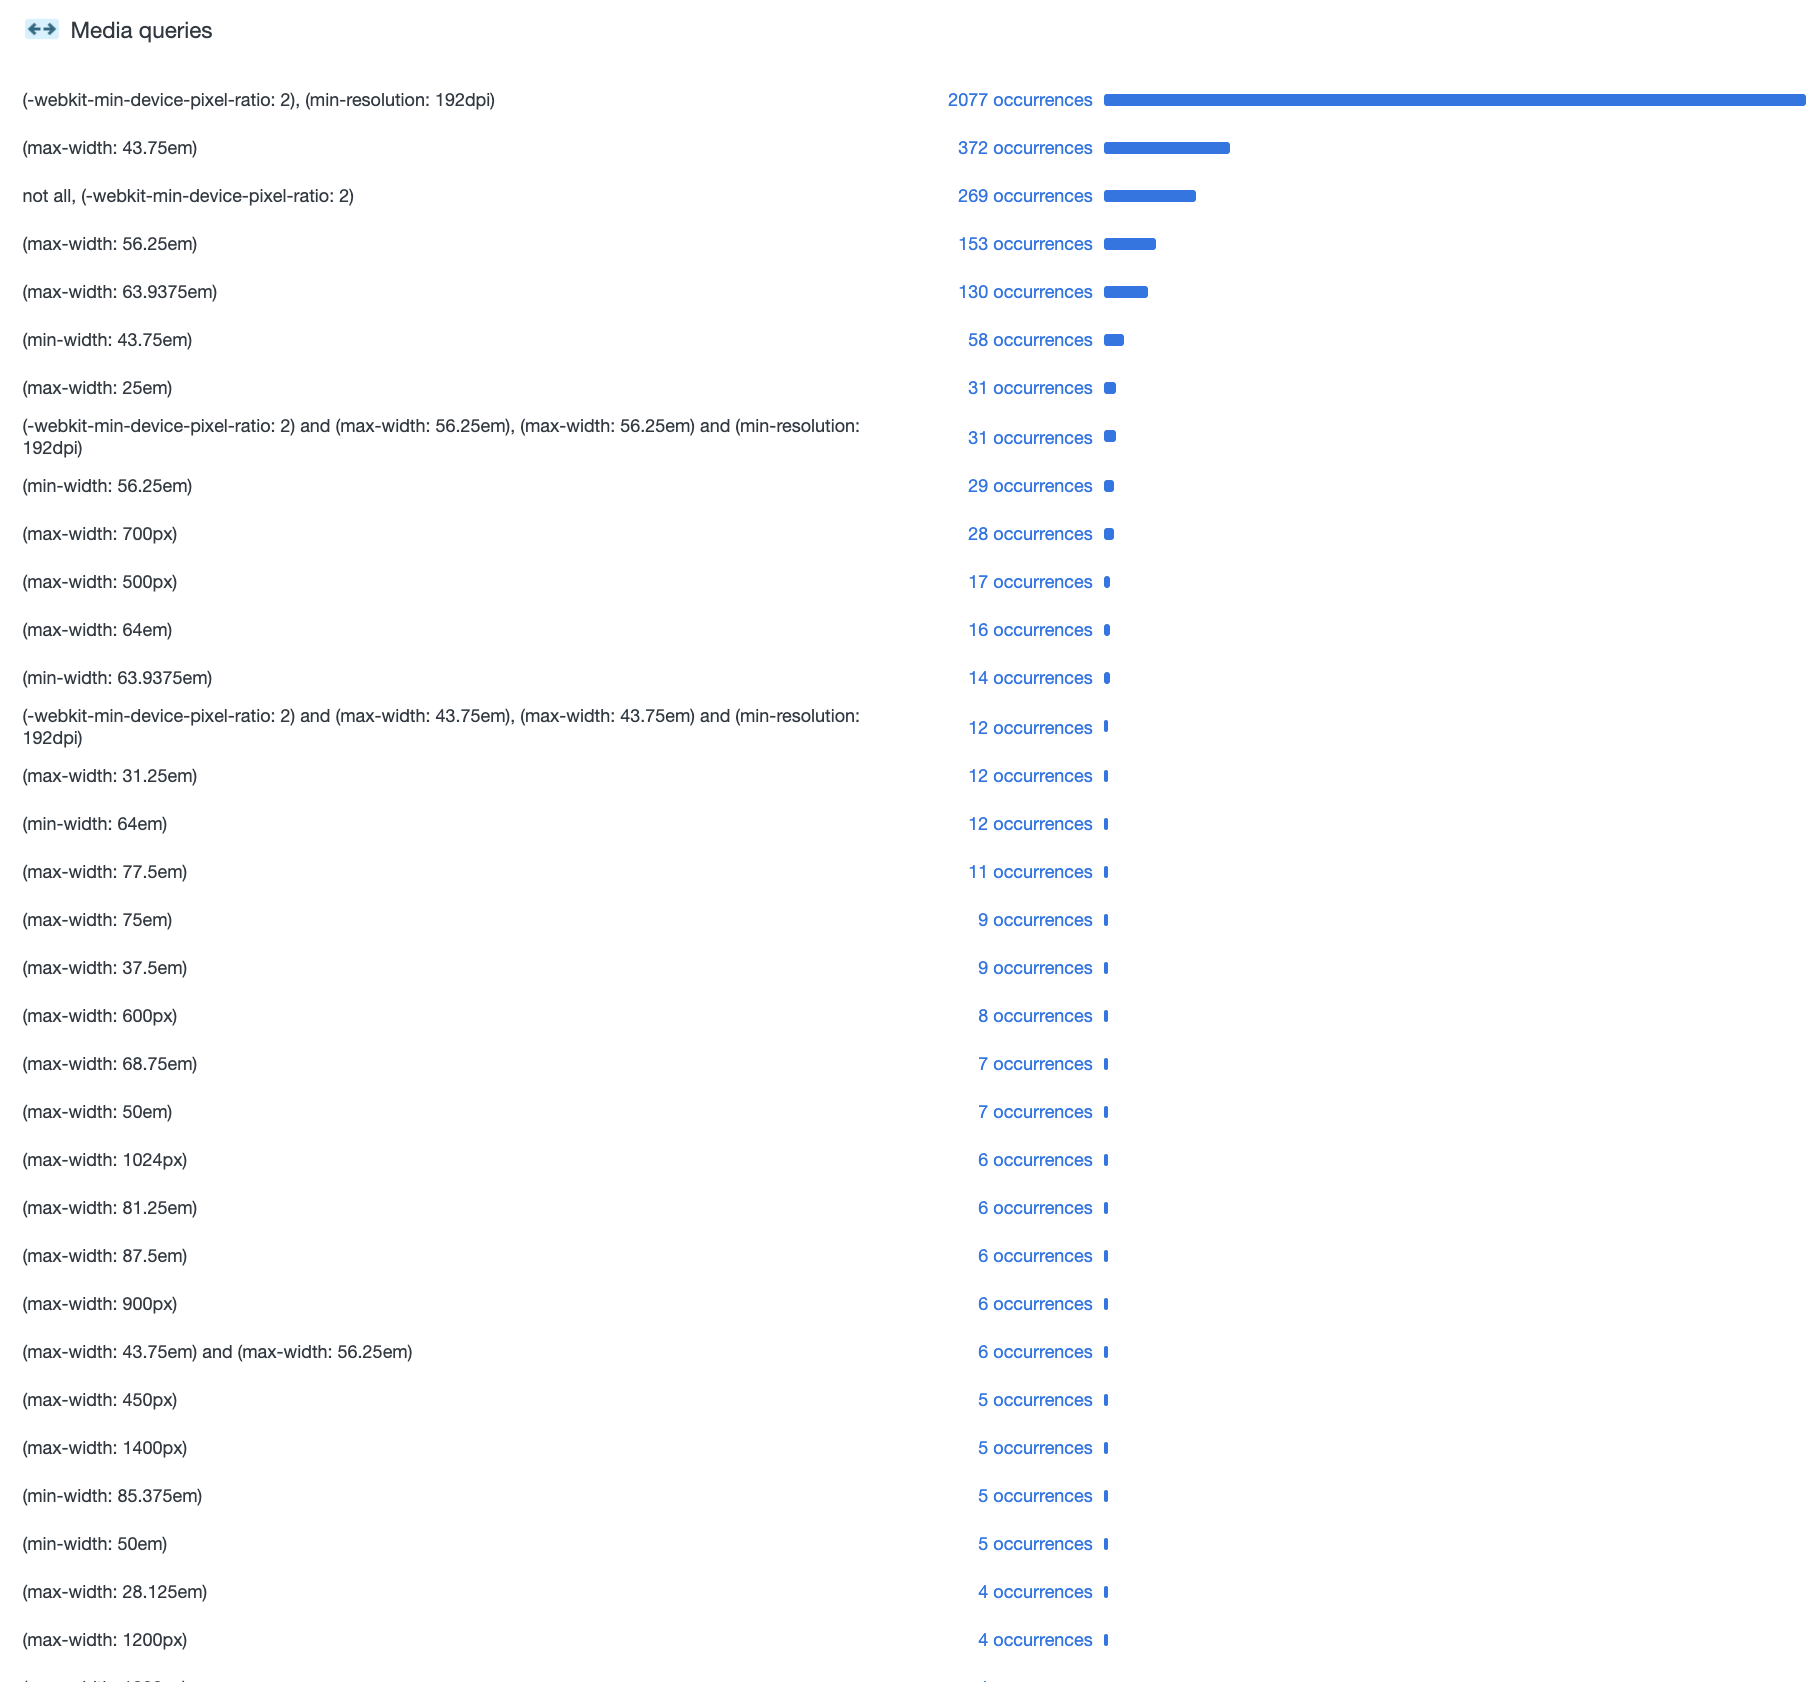 Media queries
(-webkit-min-device-pixel-ratio: 2), (min-resolution: 192dpi) 2077 occurrences
(max-width: 43.75em) 372 occurrences
not all, (-webkit-min-device-pixel-ratio: 2) 269 occurrences
(max-width: 56.25em) 153 occurrences
(max-width: 63.9375em) 130 occurrences
(min-width: 43.75em) 58 occurrences
(max-width: 25em) 31 occurrences
(-webkit-min-device-pixel-ratio: 2) and (max-width: 56.25em), (max-width: 56.25em) and (min-resolution:
192dpi) 31 occurrences
(min-width: 56.25em) 29 occurrences
(max-width: 700px) 28 occurrences
(max-width: 500px) 17 occurrences
(max-width: 64em) 16 occurrences
(min-width: 63.9375em) 14 occurrences
(-webkit-min-device-pixel-ratio: 2) and (max-width: 43.75em), (max-width: 43.75em) and (min-resolution:
192dpi) 12 occurrences
(max-width: 31.25em) 12 occurrences
(min-width: 64em) 12 occurrences
(max-width: 77.5em) 11 occurrences
(max-width: 75em) 9 occurrences
(max-width: 37.5em) 9 occurrences
(max-width: 600px) 8 occurrences
(max-width: 68.75em) 7 occurrences
(max-width: 50em) 7 occurrences
(max-width: 1024px) 6 occurrences
(max-width: 81.25em) 6 occurrences
(max-width: 87.5em) 6 occurrences
(max-width: 900px) 6 occurrences
(max-width: 43.75em) and (max-width: 56.25em) 6 occurrences
(max-width: 450px) 5 occurrences
(max-width: 1400px) 5 occurrences
(min-width: 85.375em) 5 occurrences
(min-width: 50em) 5 occurrences
(max-width: 28.125em) 4 occurrences
(max-width: 1200px) 4 occurrences